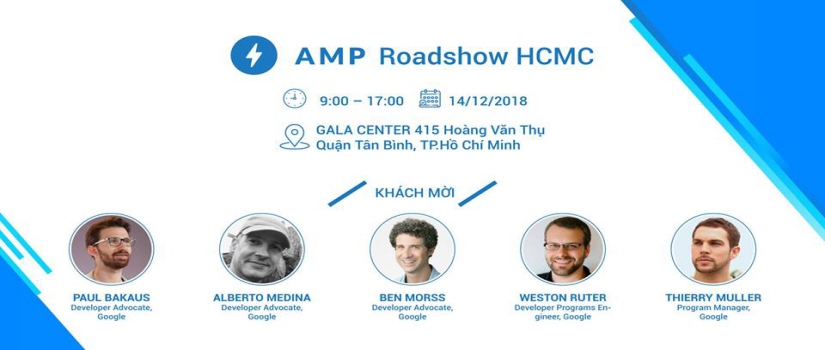 AMP Roadshow HCMC
9:00 – 17:00 14/12/2018
GALA CENTER 415 Hoàng Văn Thụ
Quận Tân Bình, TP.Hồ Chí Minh
KHÁCH MỜI
PAUL BAKAUS
Developer Advocate,
Google
ALBERTO MEDINA
Developer Advocate,
Google
BEN MORSS
Developer Advocate,
Google
WESTON RUTER
Developer Programs En-
gineer, Google
THIERRY MULLER
Program Manager,
Google